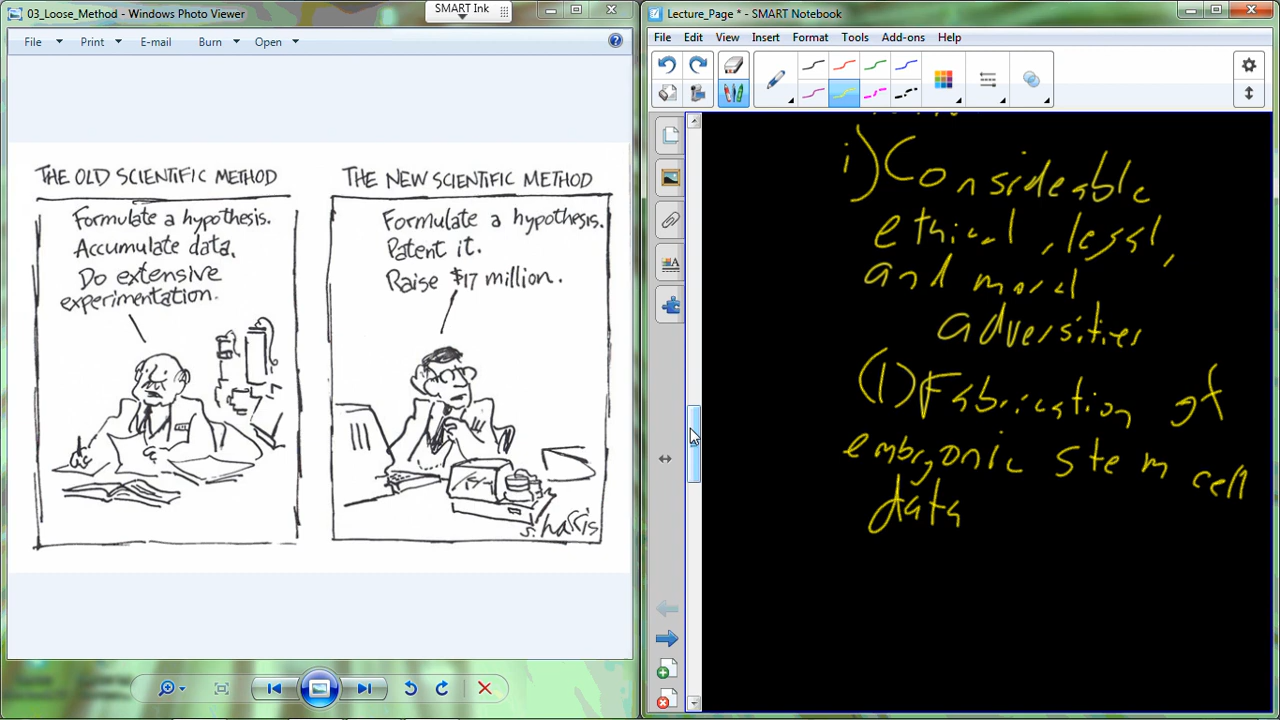 03_Loose_Method - Windows Photo Viewer
SMART Ink
File Print E-mail Burn Open
THE OLD SCIENTIFIC METHOD
Formulate a hypothesis.
Accumulate data.
Do extensive
experimentation.
THE NEW SCIENTIFIC METHOD
Formulate a hypothesis.
Patent it.
Raise $17 million.
s. harris
Lecture_Page * - SMART Notebook
File Edit View Insert Format Tools Add-ons Help
i) Consideable
ethical, legal,
and moral
adversities
(1) Fabrication of
embryonic stem cell
data